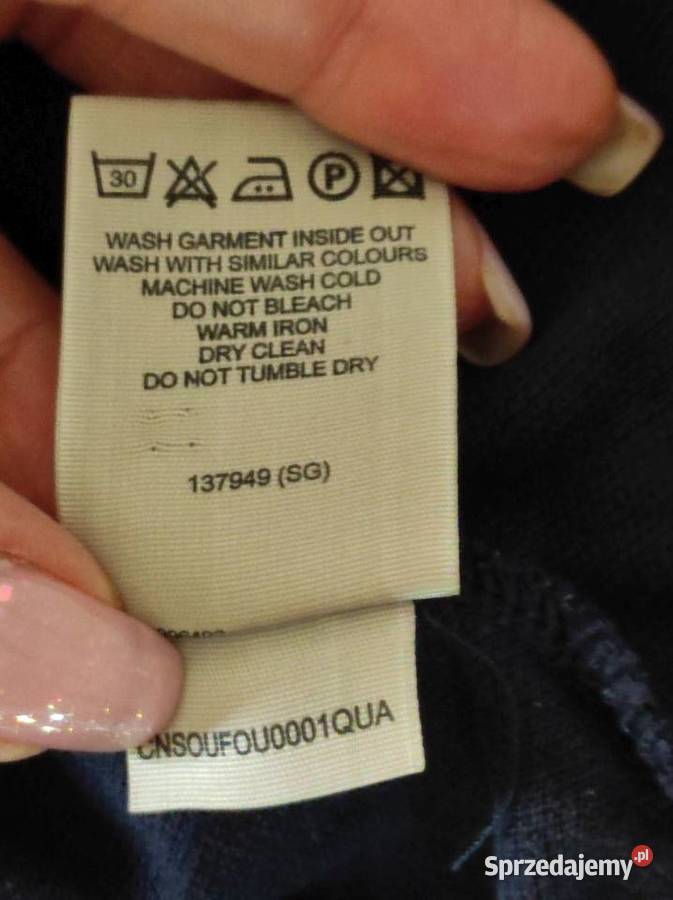 30
P
WASH GARMENT INSIDE OUT
WASH WITH SIMILAR COLOURS
MACHINE WASH COLD
DO NOT BLEACH
WARM IRON
DRY CLEAN
DO NOT TUMBLE DRY
137949 (SG)
CNSOUFOU0001QUA
Sprzedajemy.pl